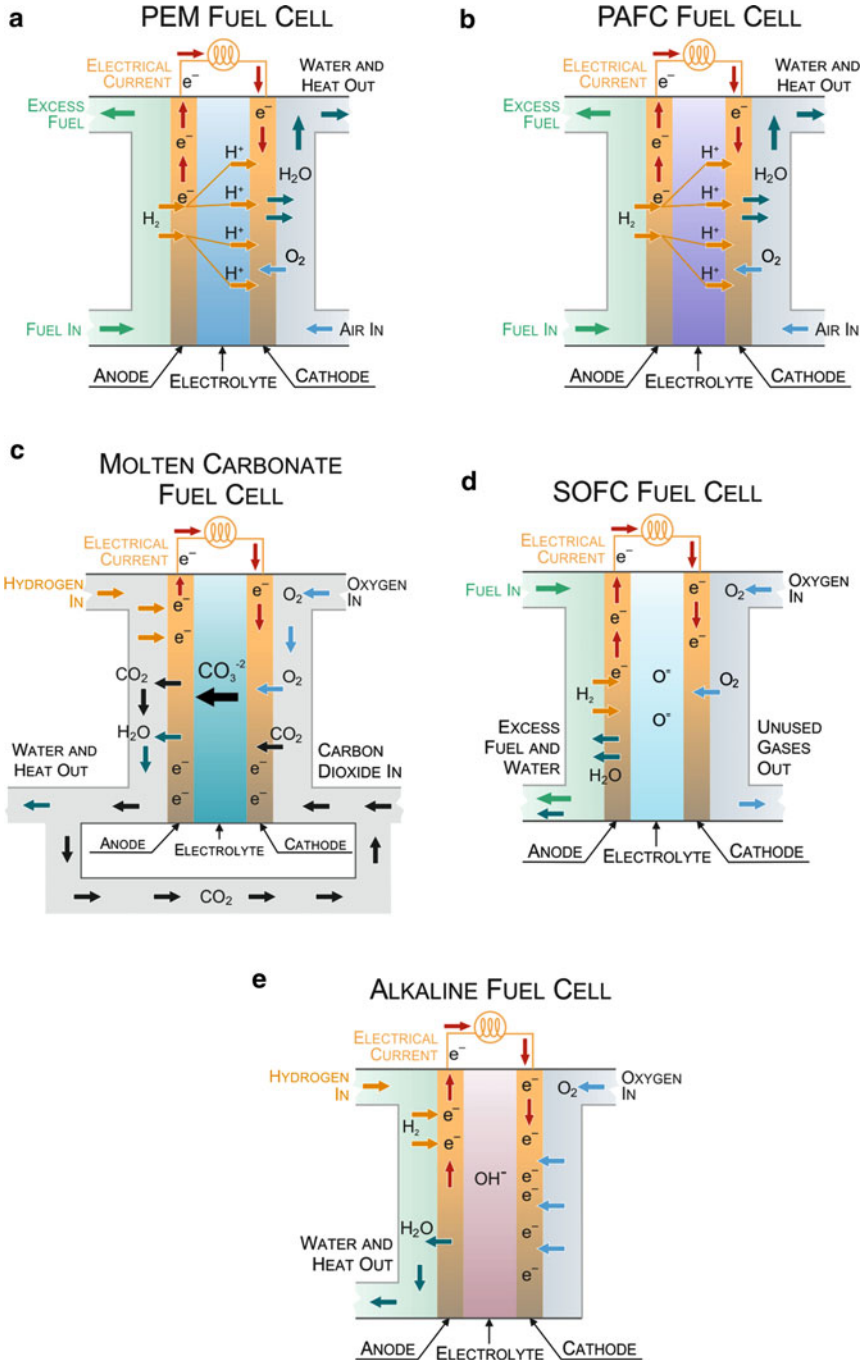 a
PEM FUEL CELL
ELECTRICAL
CURRENT
e⁻
WATER AND
HEAT OUT
EXCESS
FUEL
e⁻
e⁻
e⁻
H₂
H⁺
H⁺
H⁺
H⁺
H₂O
O₂
FUEL IN
AIR IN
ANODE
ELECTROLYTE
CATHODE
b
PAFC FUEL CELL
ELECTRICAL
CURRENT
e⁻
WATER AND
HEAT OUT
EXCESS
FUEL
e⁻
e⁻
e⁻
H₂
H⁺
H⁺
H⁺
H⁺
H₂O
O₂
FUEL IN
AIR IN
ANODE
ELECTROLYTE
CATHODE
c
MOLTEN CARBONATE
FUEL CELL
ELECTRICAL
CURRENT
e⁻
HYDROGEN
IN
OXYGEN
IN
e⁻
e⁻
e⁻
O₂
CO₂
CO₃⁻²
O₂
H₂O
CO₂
WATER AND
HEAT OUT
CARBON
DIOXIDE IN
e⁻
e⁻
e⁻
e⁻
ANODE
ELECTROLYTE
CATHODE
CO₂
d
SOFC FUEL CELL
ELECTRICAL
CURRENT
e⁻
FUEL IN
OXYGEN
IN
O₂
e⁻
e⁻
e⁻
e⁻
H₂
O⁼
O⁼
O₂
EXCESS
FUEL AND
WATER
UNUSED
GASES
OUT
H₂O
ANODE
ELECTROLYTE
CATHODE
e
ALKALINE FUEL CELL
ELECTRICAL
CURRENT
e⁻
HYDROGEN
IN
OXYGEN
IN
O₂
H₂
e⁻
e⁻
e⁻
e⁻
e⁻
e⁻
e⁻
e⁻
OH⁻
H₂O
WATER AND
HEAT OUT
ANODE
ELECTROLYTE
CATHODE